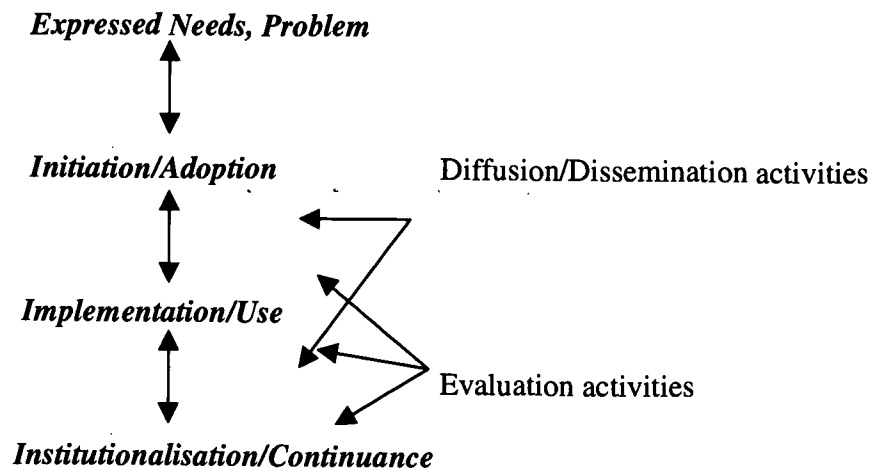 Expressed Needs, Problem
Initiation/Adoption
Diffusion/Dissemination activities
Implementation/Use
Evaluation activities
Institutionalisation/Continuance